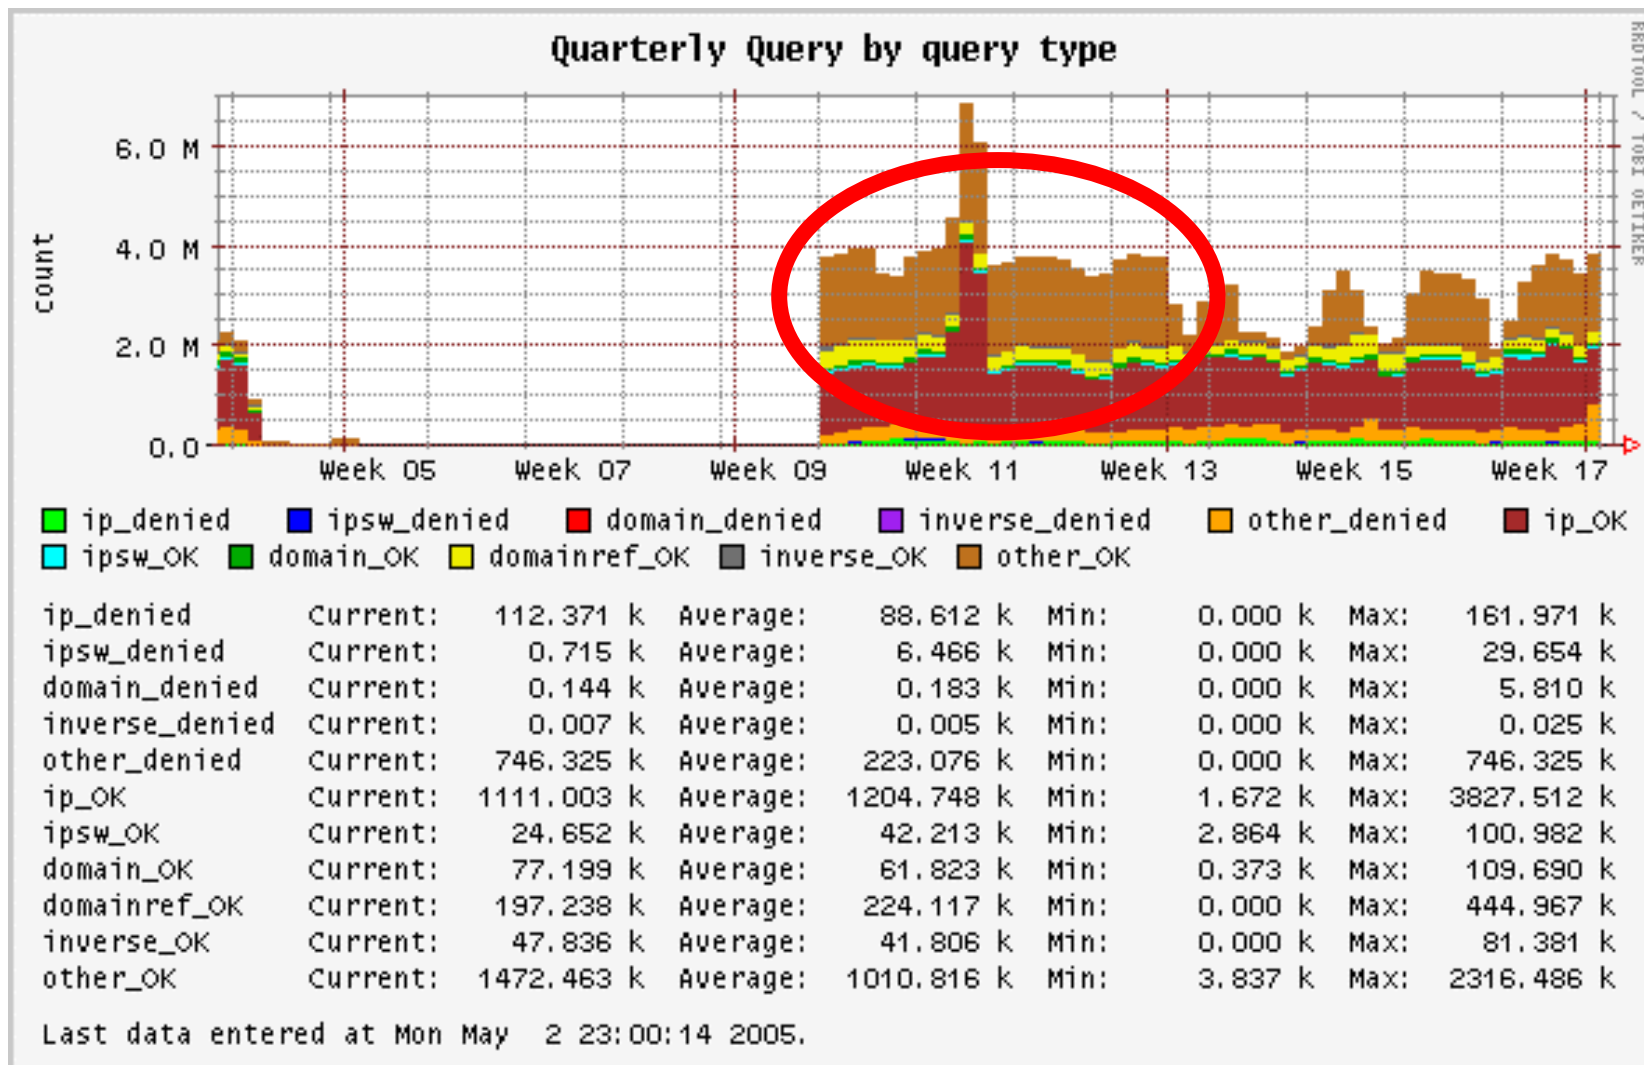 Quarterly Query by query type
RRDTOOL / TOBI OETIKER
count
6.0 M
4.0 M
2.0 M
0.0
Week 05 Week 07 Week 09 Week 11 Week 13 Week 15 Week 17
ip_denied ipsw_denied domain_denied inverse_denied other_denied ip_OK
ipsw_OK domain_OK domainref_OK inverse_OK other_OK
ip_denied Current: 112.371 k Average: 88.612 k Min: 0.000 k Max: 161.971 k
ipsw_denied Current: 0.715 k Average: 6.466 k Min: 0.000 k Max: 29.654 k
domain_denied Current: 0.144 k Average: 0.183 k Min: 0.000 k Max: 5.810 k
inverse_denied Current: 0.007 k Average: 0.005 k Min: 0.000 k Max: 0.025 k
other_denied Current: 746.325 k Average: 223.076 k Min: 0.000 k Max: 746.325 k
ip_OK Current: 1111.003 k Average: 1204.748 k Min: 1.672 k Max: 3827.512 k
ipsw_OK Current: 24.652 k Average: 42.213 k Min: 2.864 k Max: 100.982 k
domain_OK Current: 77.199 k Average: 61.823 k Min: 0.373 k Max: 109.690 k
domainref_OK Current: 197.238 k Average: 224.117 k Min: 0.000 k Max: 444.967 k
inverse_OK Current: 47.836 k Average: 41.806 k Min: 0.000 k Max: 81.381 k
other_OK Current: 1472.463 k Average: 1010.816 k Min: 3.837 k Max: 2316.486 k
Last data entered at Mon May 2 23:00:14 2005.